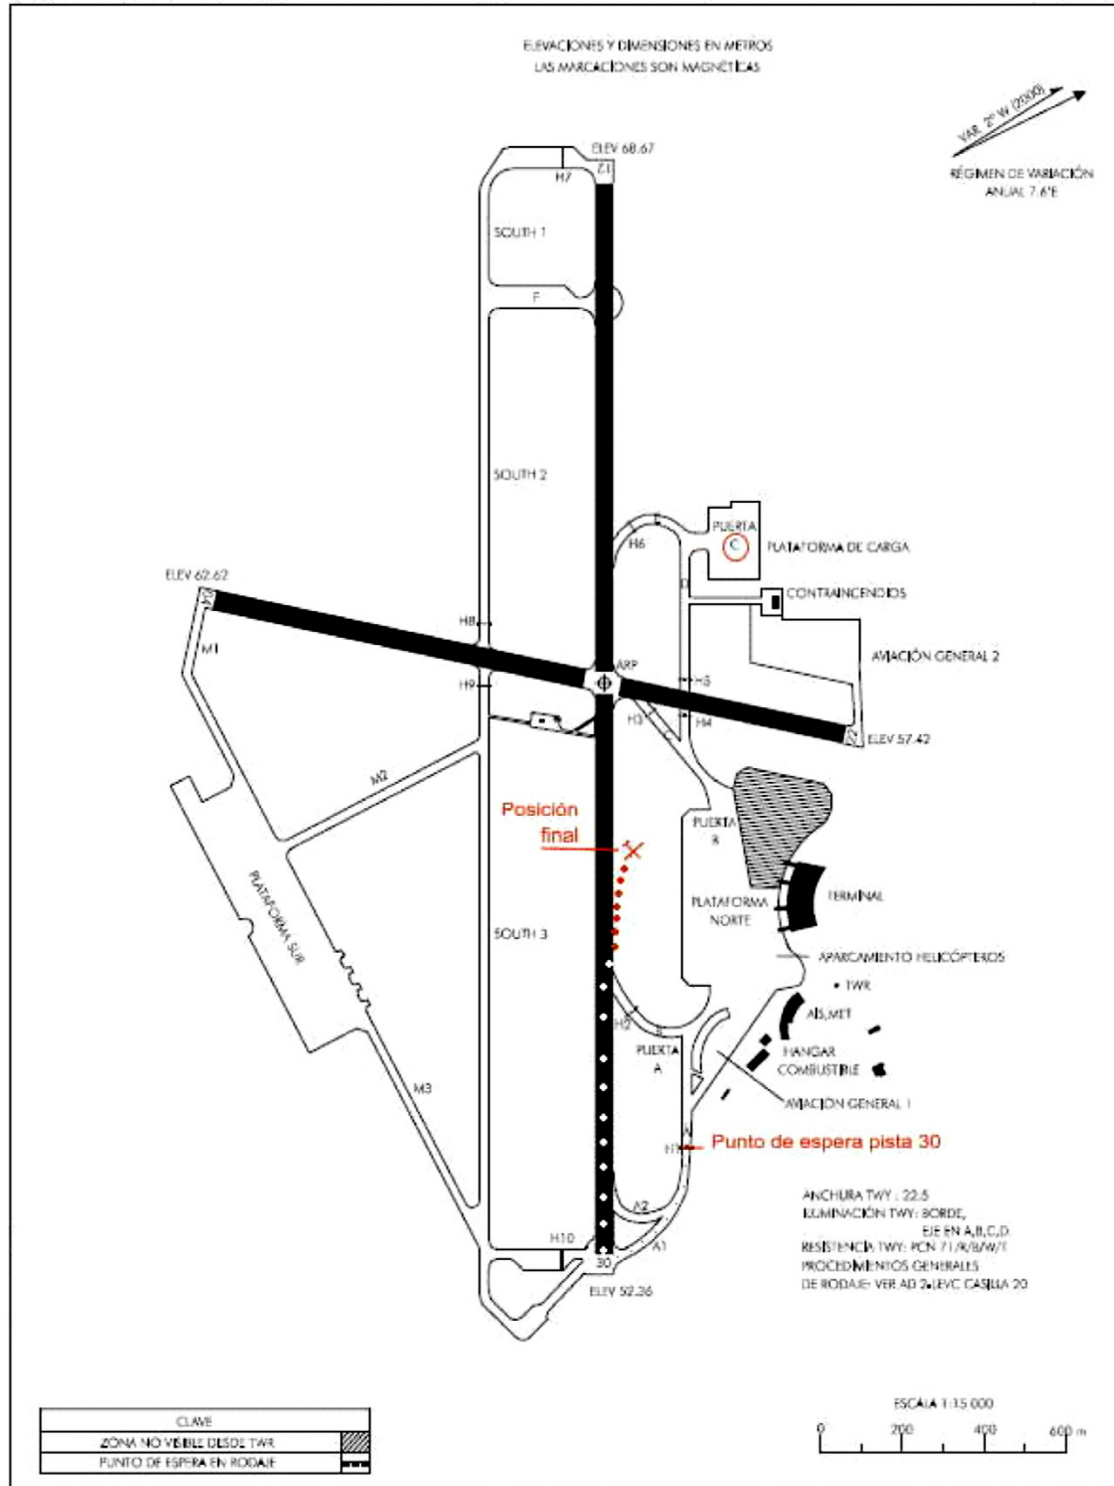 ELEVACIONES Y DIMENSIONES EN METROS
LAS MARCACIONES SON MAGNÉTICAS
VAR. 2º W (2000)
RÉGIMEN DE VARIACIÓN
ANUAL 7.6'E
ELEV 68.67
12
H7
SOUTH 1
F
SOUTH 2
E
H6
PUERTA
C
PLATAFORMA DE CARGA
D
CONTRAINCENDIOS
ELEV 62.62
04
H8
M1
H9
ARP
AVIACIÓN GENERAL 2
H5
H3
H4
C
22
ELEV 57.42
M2
Posición
final
PUERTA
B
PLATAFORMA SUR
SOUTH 3
PLATAFORMA
NORTE
TERMINAL
APARCAMIENTO HELICÓPTEROS
TWR
H2
B
AIS,MET
PUERTA
A
HANGAR
COMBUSTIBLE
M3
AVIACIÓN GENERAL 1
A
H1
Punto de espera pista 30
A2
A1
H10
30
ELEV 52.36
ANCHURA TWY : 22.5
ILUMINACIÓN TWY: BORDE,
EJE EN A,B,C,D.
RESISTENCIA TWY: PCN 71/R/B/W/T
PROCEDIMIENTOS GENERALES
DE RODAJE: VER AD 2-LEVC CASILLA 20
CLAVE
ZONA NO VISIBLE DESDE TWR
PUNTO DE ESPERA EN RODAJE
ESCALA 1:15 000
0 200 400 600 m